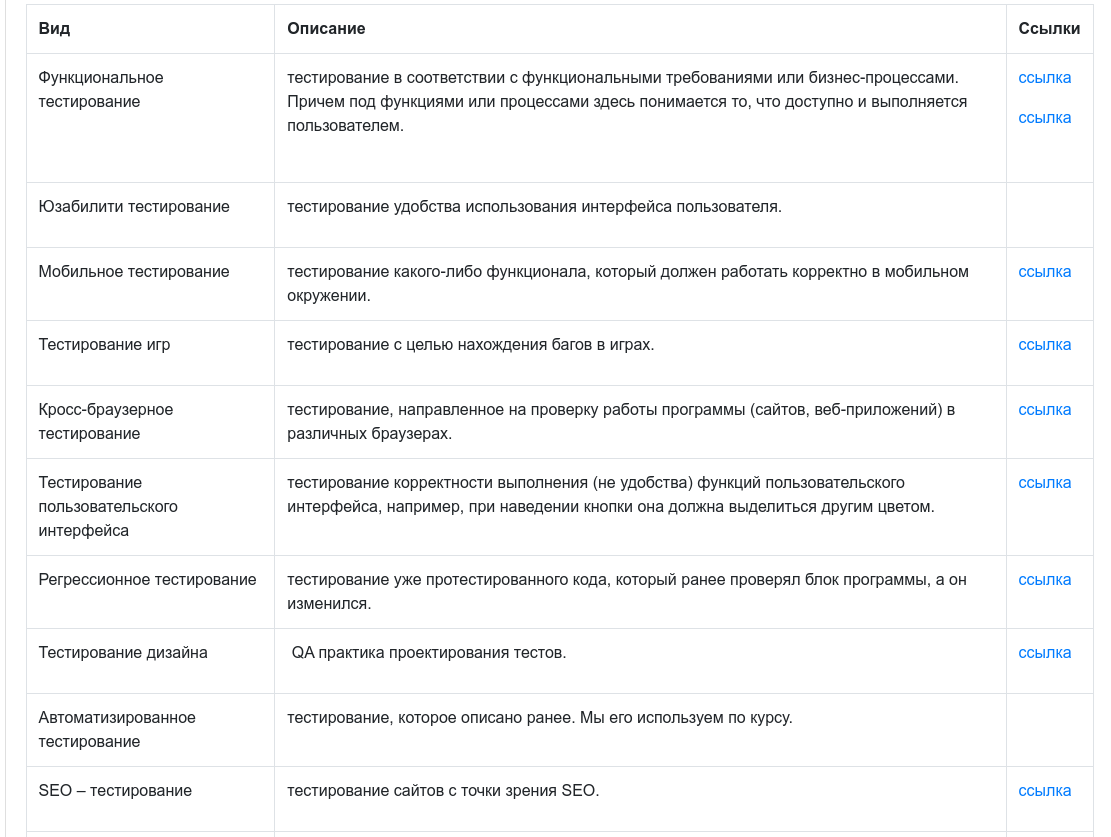 Вид Описание Ссылки
Функциональное тестирование в соответствии с функциональными требованиями или бизнес-процессами. ссылка
тестирование Причем под функциями или процессами здесь понимается то, что доступно и выполняется
пользователем. ссылка
Юзабилити тестирование тестирование удобства использования интерфейса пользователя.
Мобильное тестирование тестирование какого-либо функционала, который должен работать корректно в мобильном ссылка
окружении.
Тестирование игр тестирование с целью нахождения багов в играх. ссылка
Кросс-браузерное тестирование, направленное на проверку работы программы (сайтов, веб-приложений) в ссылка
тестирование различных браузерах.
Тестирование тестирование корректности выполнения (не удобства) функций пользовательского ссылка
пользовательского интерфейса, например, при наведении кнопки она должна выделиться другим цветом.
интерфейса
Регрессионное тестирование тестирование уже протестированного кода, который ранее проверял блок программы, а он ссылка
изменился.
Тестирование дизайна QA практика проектирования тестов. ссылка
Автоматизированное тестирование, которое описано ранее. Мы его используем по курсу.
тестирование
SEO – тестирование тестирование сайтов с точки зрения SEO. ссылка